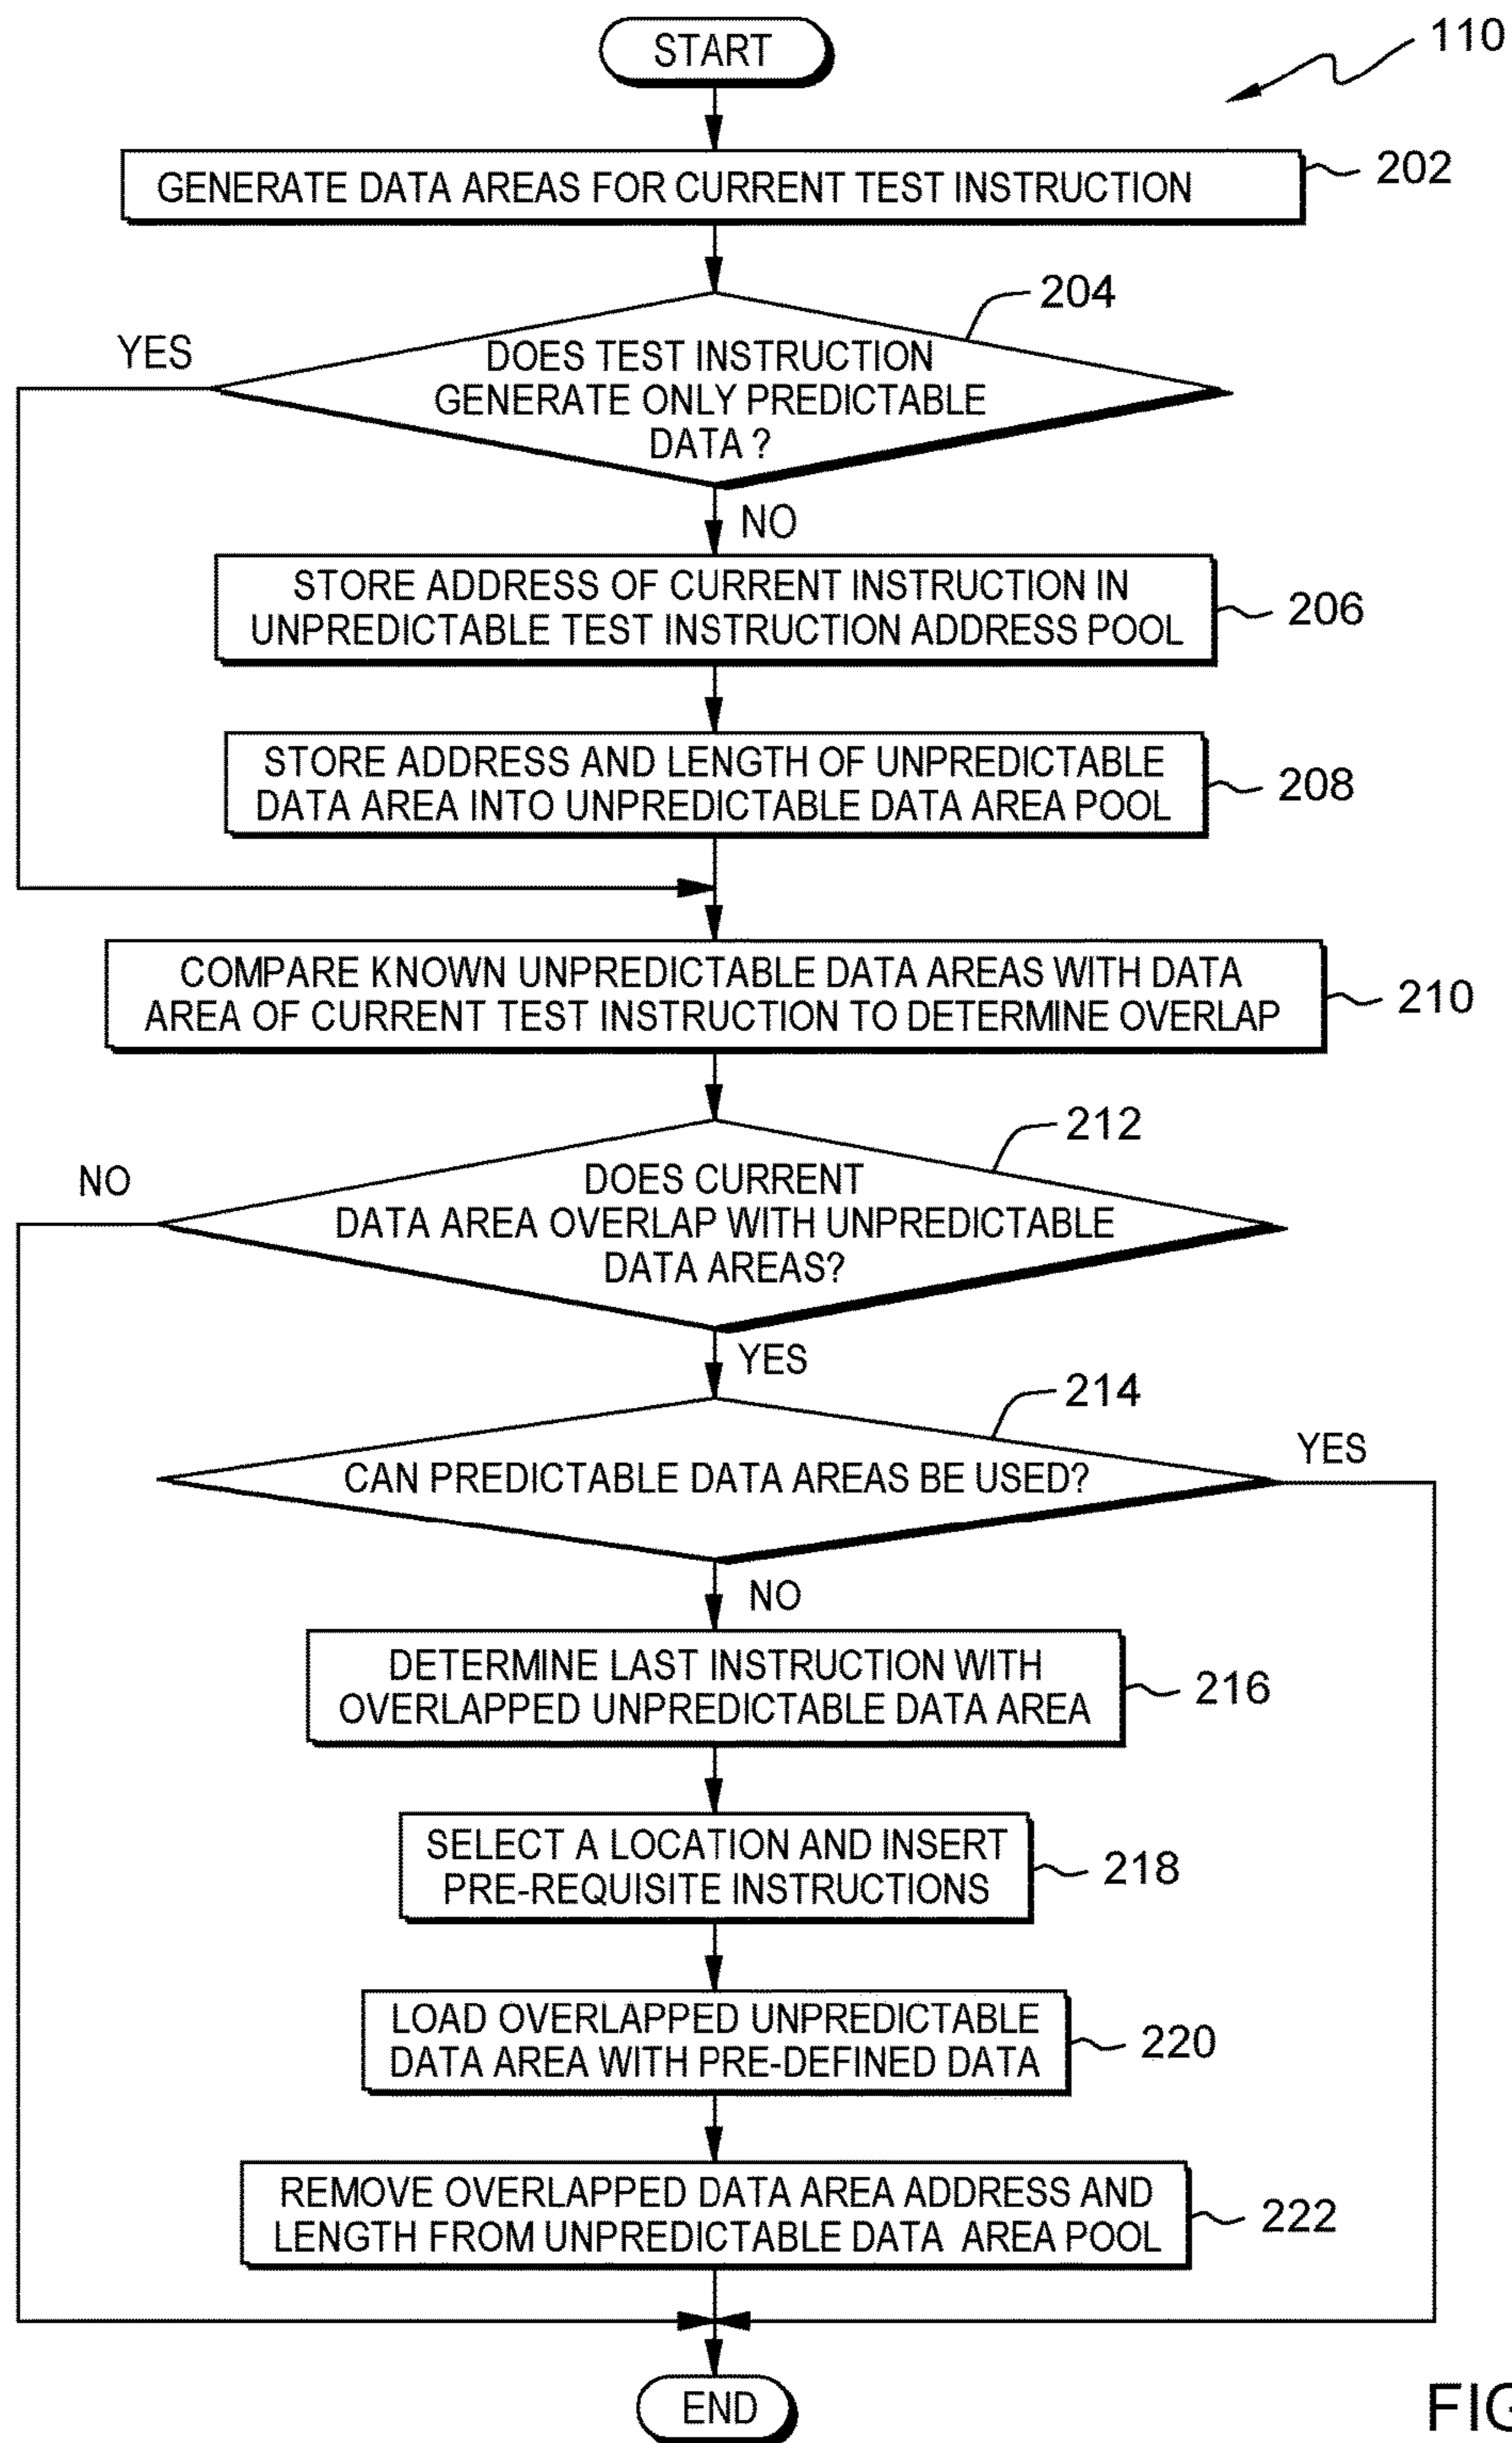 START
110
GENERATE DATA AREAS FOR CURRENT TEST INSTRUCTION
202
204
YES
DOES TEST INSTRUCTION
GENERATE ONLY PREDICTABLE
DATA ?
NO
STORE ADDRESS OF CURRENT INSTRUCTION IN
UNPREDICTABLE TEST INSTRUCTION ADDRESS POOL
206
STORE ADDRESS AND LENGTH OF UNPREDICTABLE
DATA AREA INTO UNPREDICTABLE DATA AREA POOL
208
COMPARE KNOWN UNPREDICTABLE DATA AREAS WITH DATA
AREA OF CURRENT TEST INSTRUCTION TO DETERMINE OVERLAP
210
212
NO
DOES CURRENT
DATA AREA OVERLAP WITH UNPREDICTABLE
DATA AREAS?
YES
214
YES
CAN PREDICTABLE DATA AREAS BE USED?
NO
DETERMINE LAST INSTRUCTION WITH
OVERLAPPED UNPREDICTABLE DATA AREA
216
SELECT A LOCATION AND INSERT
PRE-REQUISITE INSTRUCTIONS
218
LOAD OVERLAPPED UNPREDICTABLE
DATA AREA WITH PRE-DEFINED DATA
220
REMOVE OVERLAPPED DATA AREA ADDRESS AND
LENGTH FROM UNPREDICTABLE DATA AREA POOL
222
END